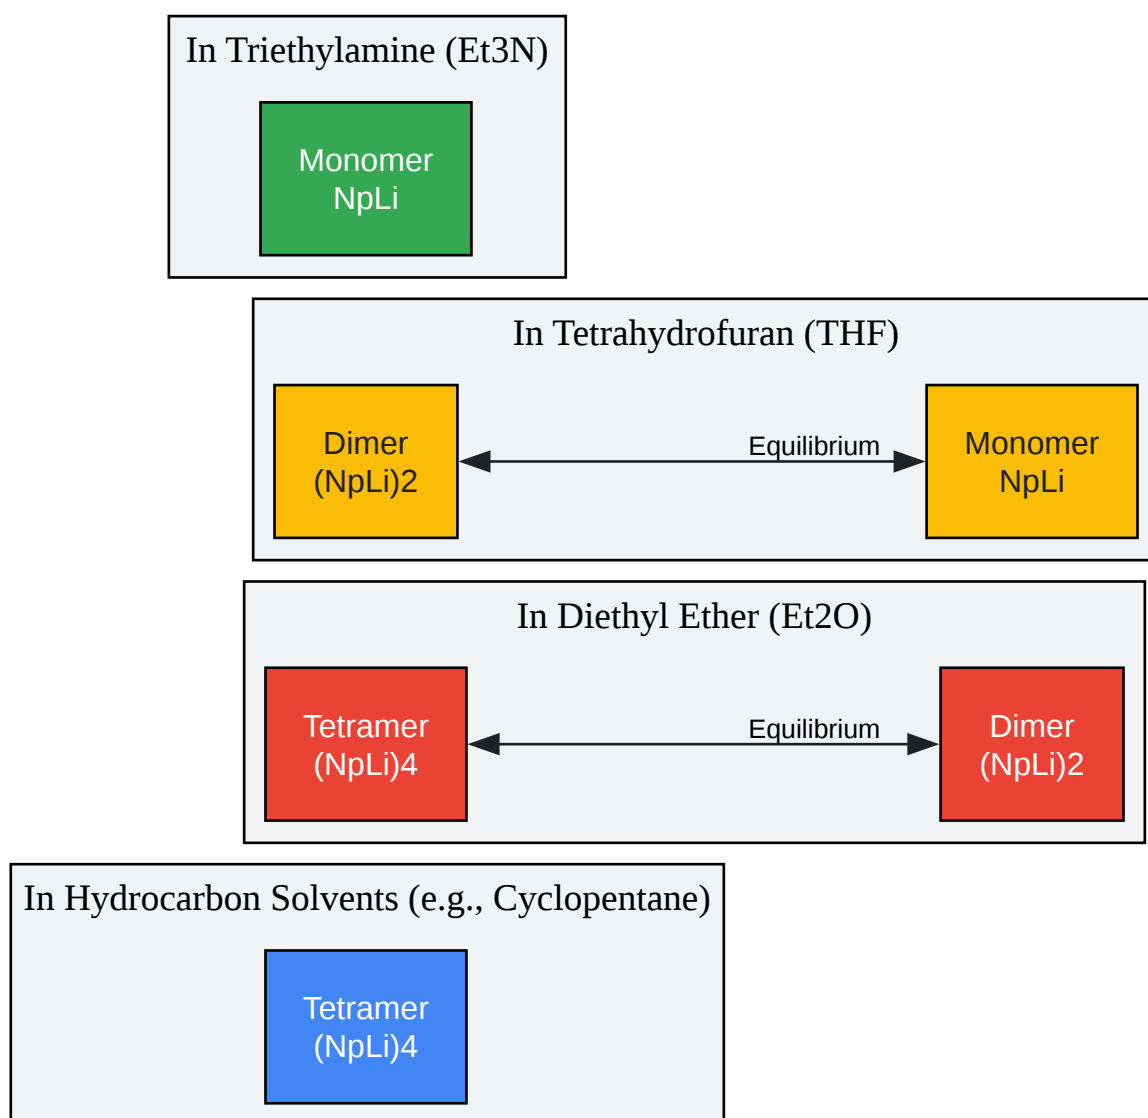 In Triethylamine (Et3N)
Monomer
NpLi
In Tetrahydrofuran (THF)
Dimer
(NpLi)2
Equilibrium
Monomer
NpLi
In Diethyl Ether (Et2O)
Tetramer
(NpLi)4
Equilibrium
Dimer
(NpLi)2
In Hydrocarbon Solvents (e.g., Cyclopentane)
Tetramer
(NpLi)4